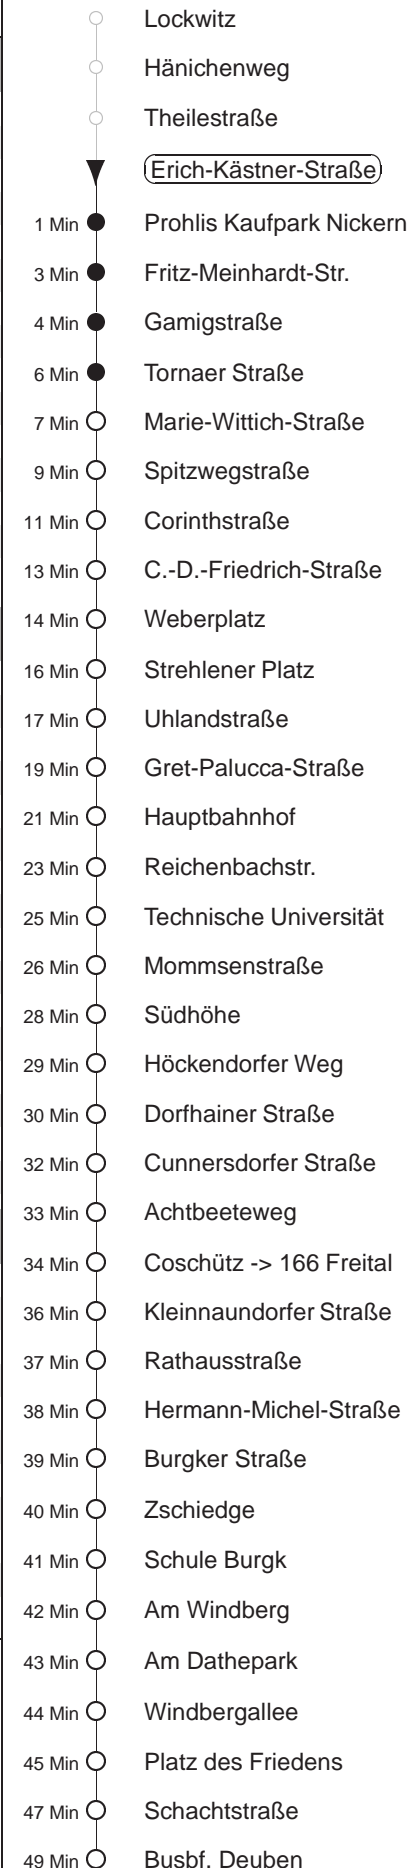 Lockwitz
Hänichenweg
Theilestraße
Erich-Kästner-Straße
1 Min Prohlis Kaufpark Nickern
3 Min Fritz-Meinhardt-Str.
4 Min Gamigstraße
6 Min Tornaer Straße
7 Min Marie-Wittich-Straße
9 Min Spitzwegstraße
11 Min Corinthstraße
13 Min C.-D.-Friedrich-Straße
14 Min Weberplatz
16 Min Strehlener Platz
17 Min Uhlandstraße
19 Min Gret-Palucca-Straße
21 Min Hauptbahnhof
23 Min Reichenbachstr.
25 Min Technische Universität
26 Min Mommsenstraße
28 Min Südhöhe
29 Min Höckendorfer Weg
30 Min Dorfhainer Straße
32 Min Cunnersdorfer Straße
33 Min Achtbeeteweg
34 Min Coschütz -> 166 Freital
36 Min Kleinnaundorfer Straße
37 Min Rathausstraße
38 Min Hermann-Michel-Straße
39 Min Burgker Straße
40 Min Zschiedge
41 Min Schule Burgk
42 Min Am Windberg
43 Min Am Dathepark
44 Min Windbergallee
45 Min Platz des Friedens
47 Min Schachtstraße
49 Min Busbf. Deuben